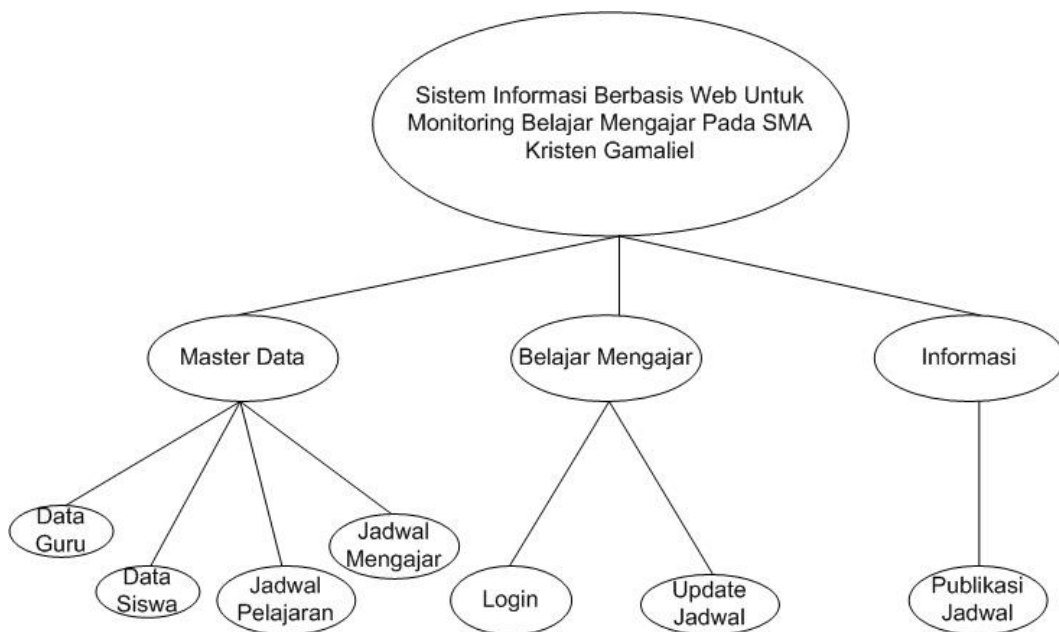 Sistem Informasi Berbasis Web Untuk
Monitoring Belajar Mengajar Pada SMA
Kristen Gamaliel
Master Data
Belajar Mengajar
Informasi
Data
Guru
Data
Siswa
Jadwal
Pelajaran
Jadwal
Mengajar
Login
Update
Jadwal
Publikasi
Jadwal